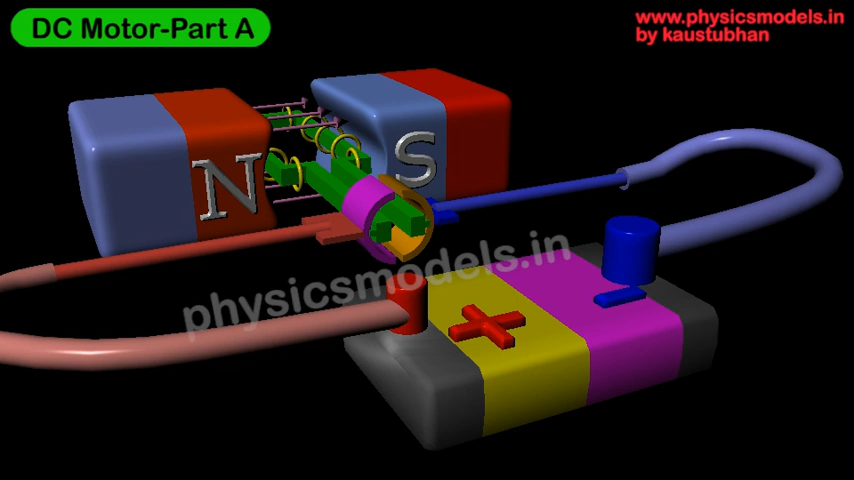 DC Motor-Part A
www.physicsmodels.in
by kaustubhan
N
S
physicsmodels.in
+
-